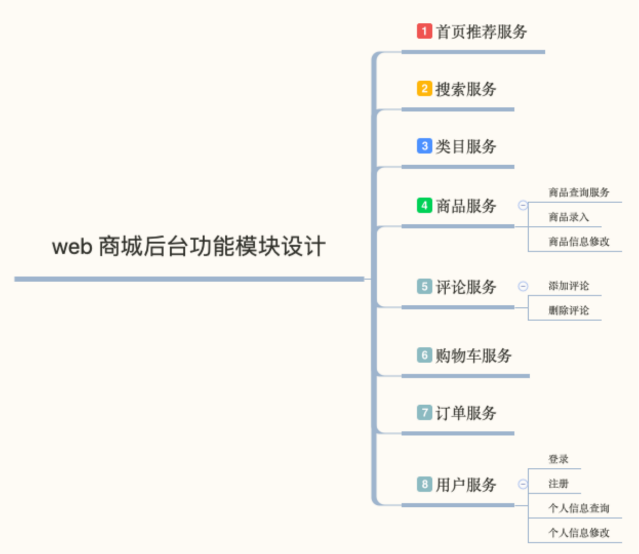 web 商城后台功能模块设计
1 首页推荐服务
2 搜索服务
3 类目服务
4 商品服务
商品查询服务
商品录入
商品信息修改
5 评论服务
添加评论
删除评论
6 购物车服务
7 订单服务
8 用户服务
登录
注册
个人信息查询
个人信息修改